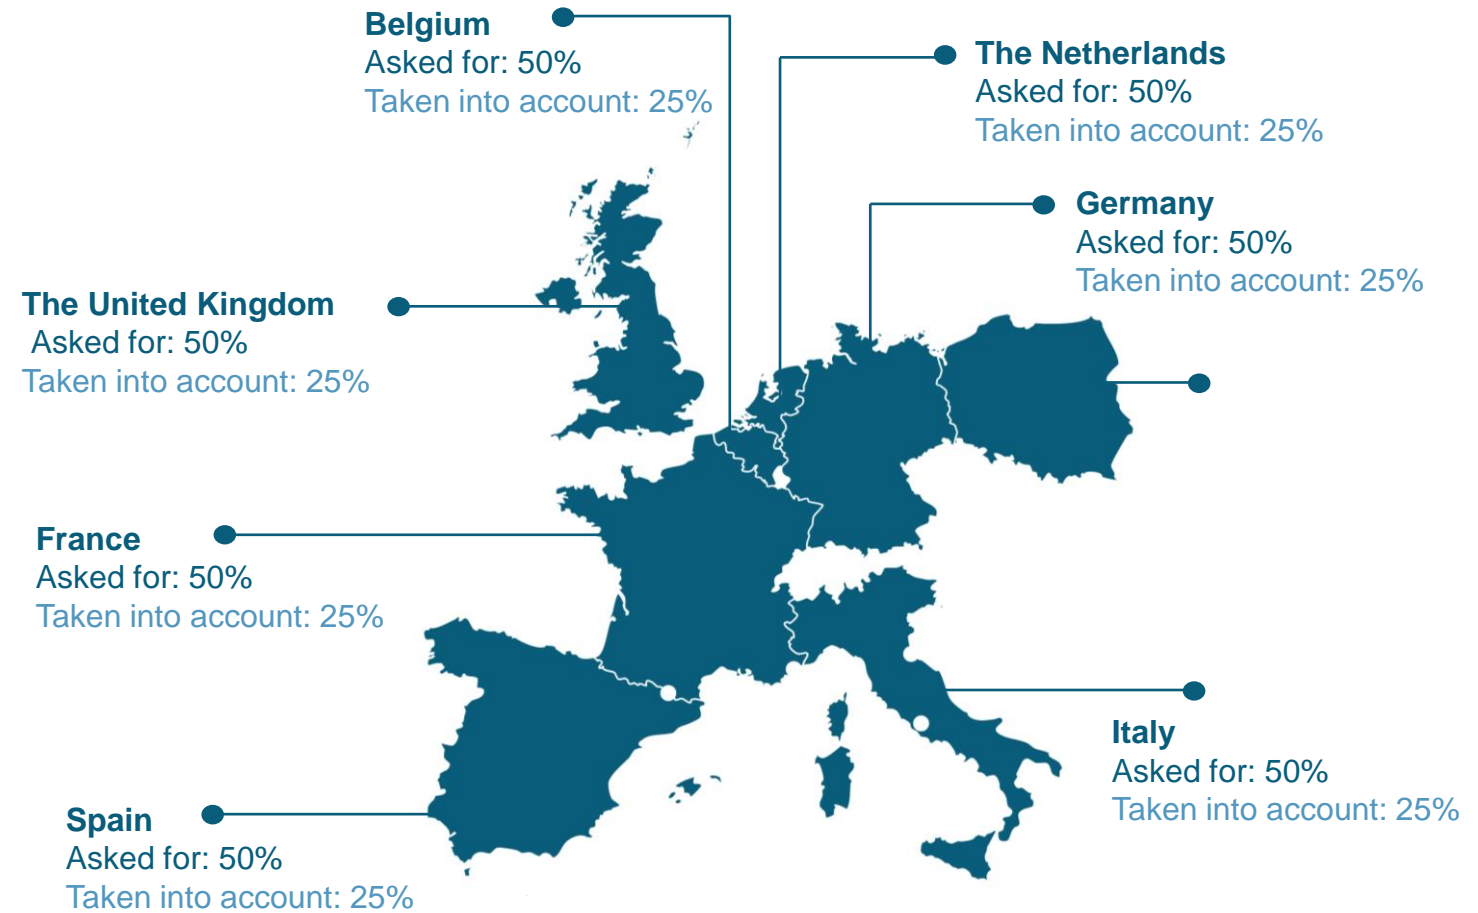 Belgium
Asked for: 50%
Taken into account: 25%
The Netherlands
Asked for: 50%
Taken into account: 25%
Germany
Asked for: 50%
Taken into account: 25%
The United Kingdom
Asked for: 50%
Taken into account: 25%
France
Asked for: 50%
Taken into account: 25%
Italy
Asked for: 50%
Taken into account: 25%
Spain
Asked for: 50%
Taken into account: 25%